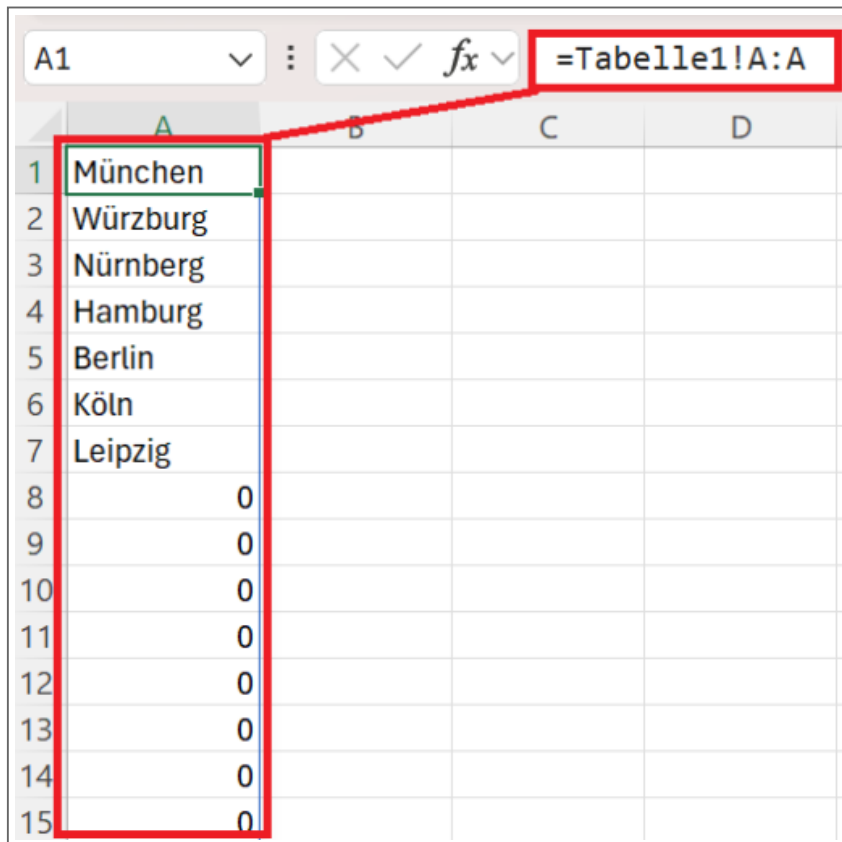 A1 fx =Tabelle1!A:A
A B C D
1 München
2 Würzburg
3 Nürnberg
4 Hamburg
5 Berlin
6 Köln
7 Leipzig
8 0
9 0
10 0
11 0
12 0
13 0
14 0
15 0